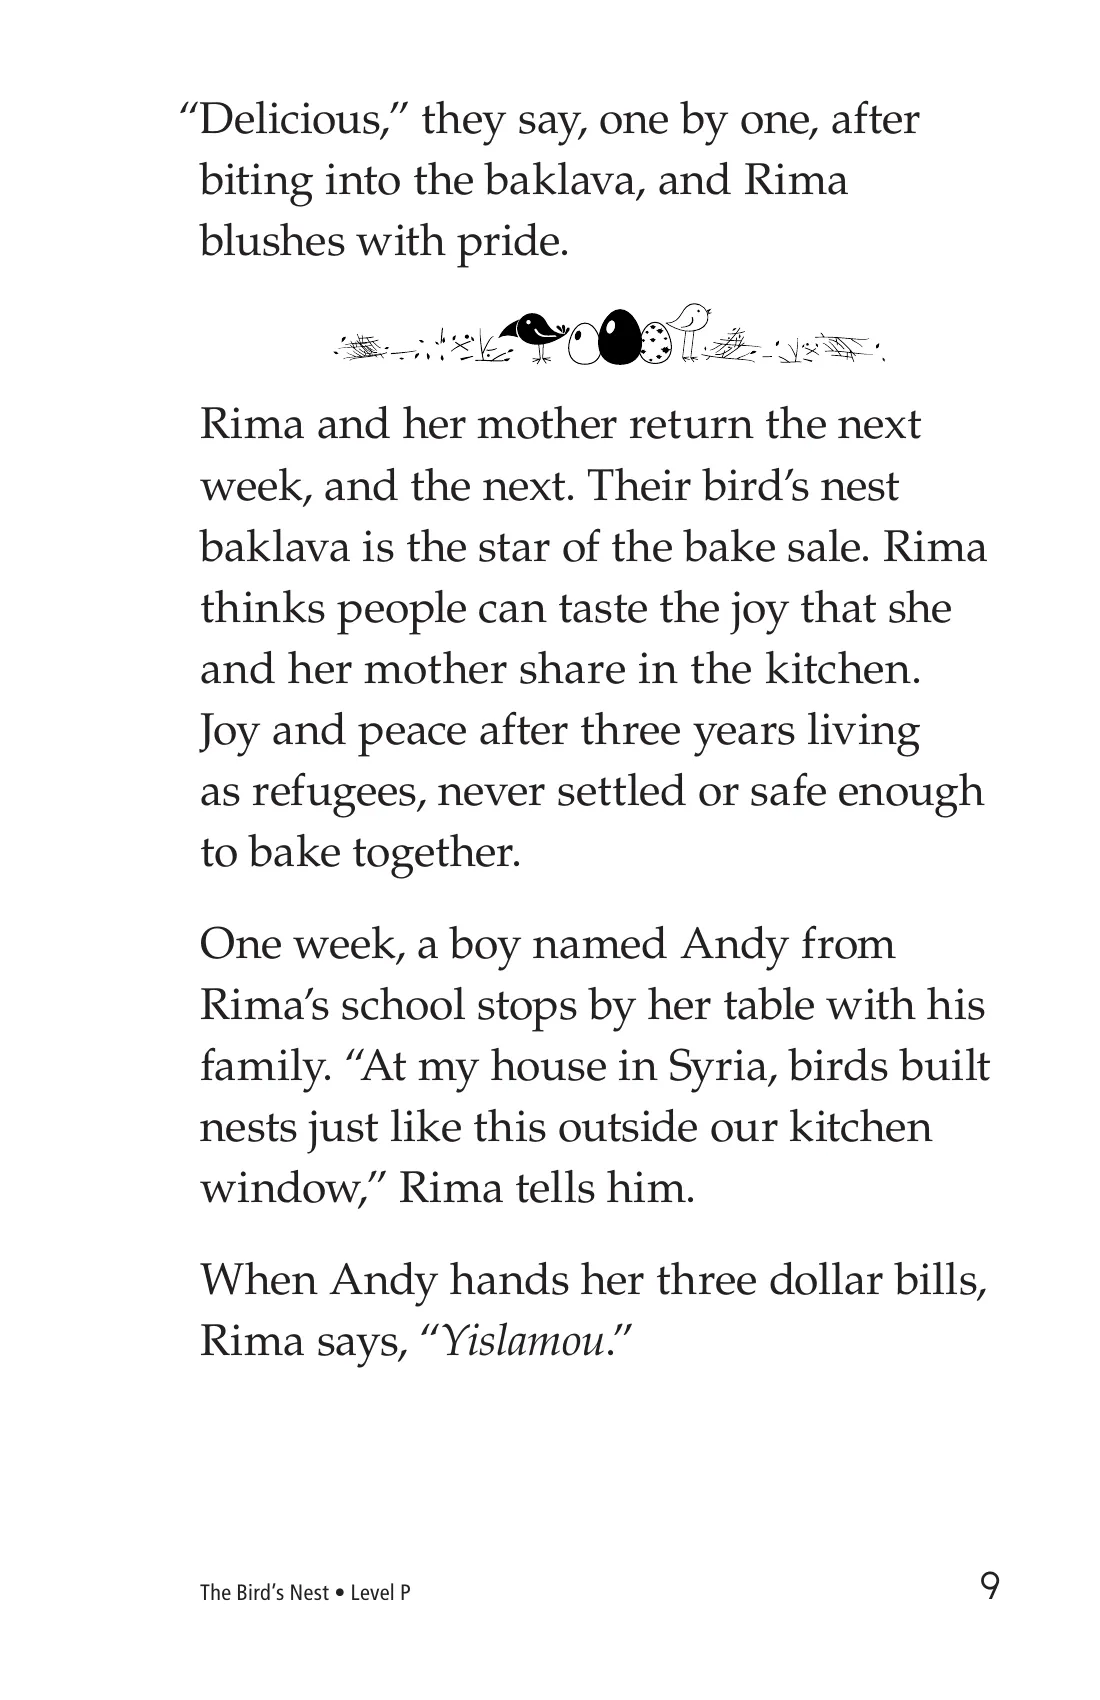 “Delicious,” they say, one by one, after
biting into the baklava, and Rima
blushes with pride.
Rima and her mother return the next
week, and the next. Their bird’s nest
baklava is the star of the bake sale. Rima
thinks people can taste the joy that she
and her mother share in the kitchen.
Joy and peace after three years living
as refugees, never settled or safe enough
to bake together.
One week, a boy named Andy from
Rima’s school stops by her table with his
family. “At my house in Syria, birds built
nests just like this outside our kitchen
window,” Rima tells him.
When Andy hands her three dollar bills,
Rima says, “Yislamou.”
The Bird’s Nest • Level P
9